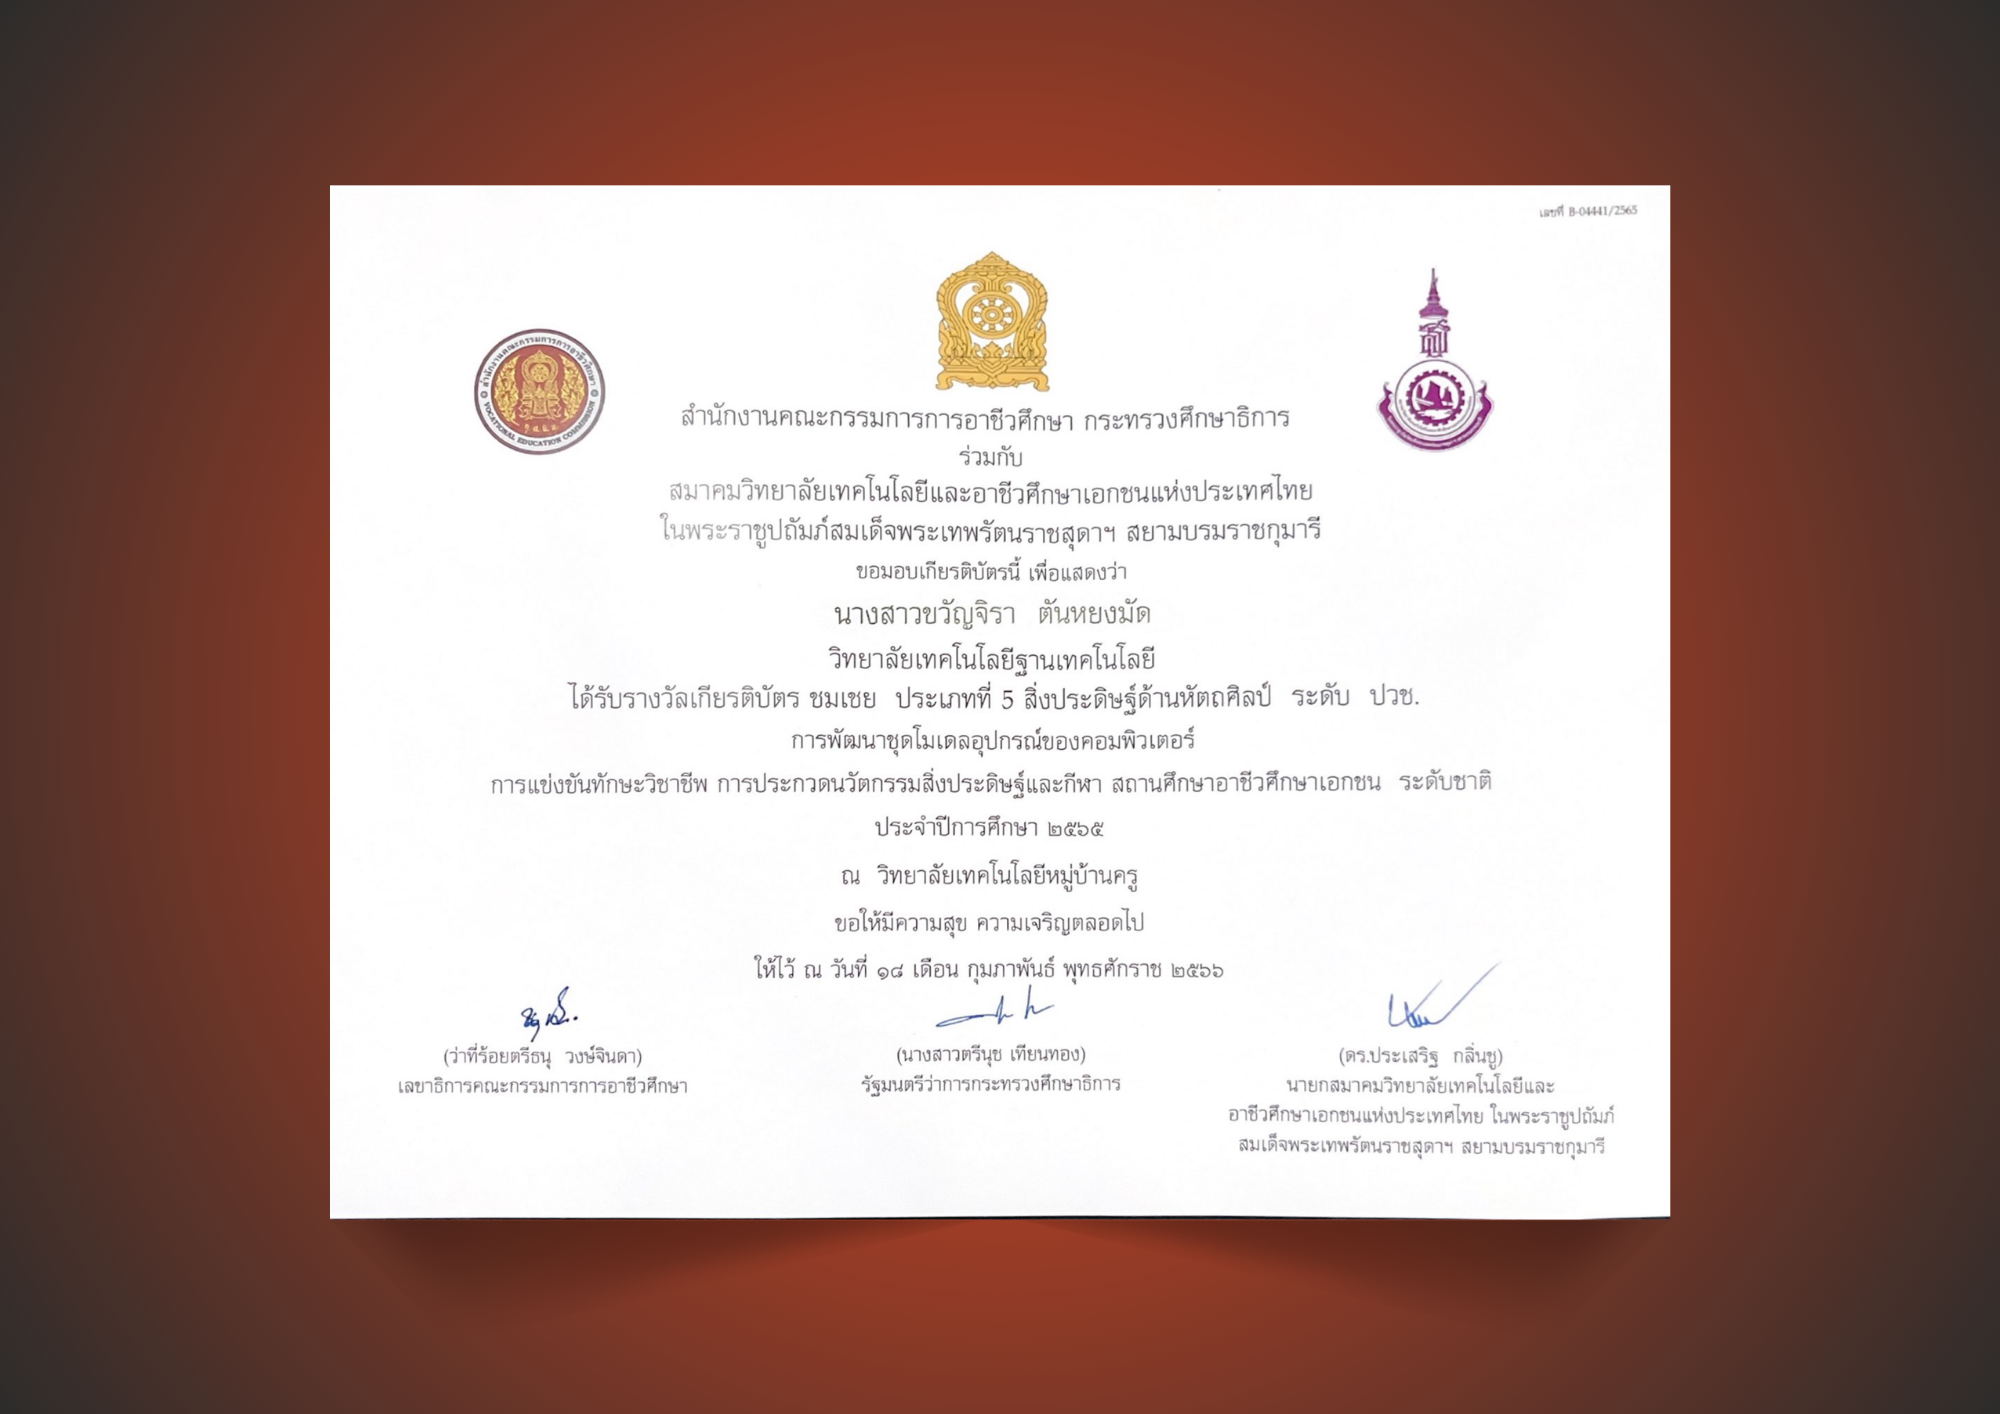 เลขที่ B-04441/2565
สำนักงานคณะกรรมการการอาชีวศึกษา
VOCATIONAL EDUCATION COMMISSION
สำนักงานคณะกรรมการการอาชีวศึกษา กระทรวงศึกษาธิการ
ร่วมกับ
สมาคมวิทยาลัยเทคโนโลยีและอาชีวศึกษาเอกชนแห่งประเทศไทย
ในพระราชูปถัมภ์สมเด็จพระเทพรัตนราชสุดาฯ สยามบรมราชกุมารี
ขอมอบเกียรติบัตรนี้ เพื่อแสดงว่า
นางสาวขวัญจิรา ตันหยงมัด
วิทยาลัยเทคโนโลยีฐานเทคโนโลยี
ได้รับรางวัลเกียรติบัตร ชมเชย ประเภทที่ 5 สิ่งประดิษฐ์ด้านหัตถศิลป์ ระดับ ปวช.
การพัฒนาชุดโมเดลอุปกรณ์ของคอมพิวเตอร์
การแข่งขันทักษะวิชาชีพ การประกวดนวัตกรรมสิ่งประดิษฐ์และกีฬา สถานศึกษาอาชีวศึกษาเอกชน ระดับชาติ
ประจำปีการศึกษา ๒๕๖๕
ณ วิทยาลัยเทคโนโลยีหมู่บ้านครู
ขอให้มีความสุข ความเจริญตลอดไป
ให้ไว้ ณ วันที่ ๑๘ เดือน กุมภาพันธ์ พุทธศักราช ๒๕๖๖
(ว่าที่ร้อยตรีธนุ วงษ์จินดา)
เลขาธิการคณะกรรมการการอาชีวศึกษา
(นางสาวตรีนุช เทียนทอง)
รัฐมนตรีว่าการกระทรวงศึกษาธิการ
(ดร.ประเสริฐ กลิ่นชู)
นายกสมาคมวิทยาลัยเทคโนโลยีและ
อาชีวศึกษาเอกชนแห่งประเทศไทย ในพระราชูปถัมภ์
สมเด็จพระเทพรัตนราชสุดาฯ สยามบรมราชกุมารี